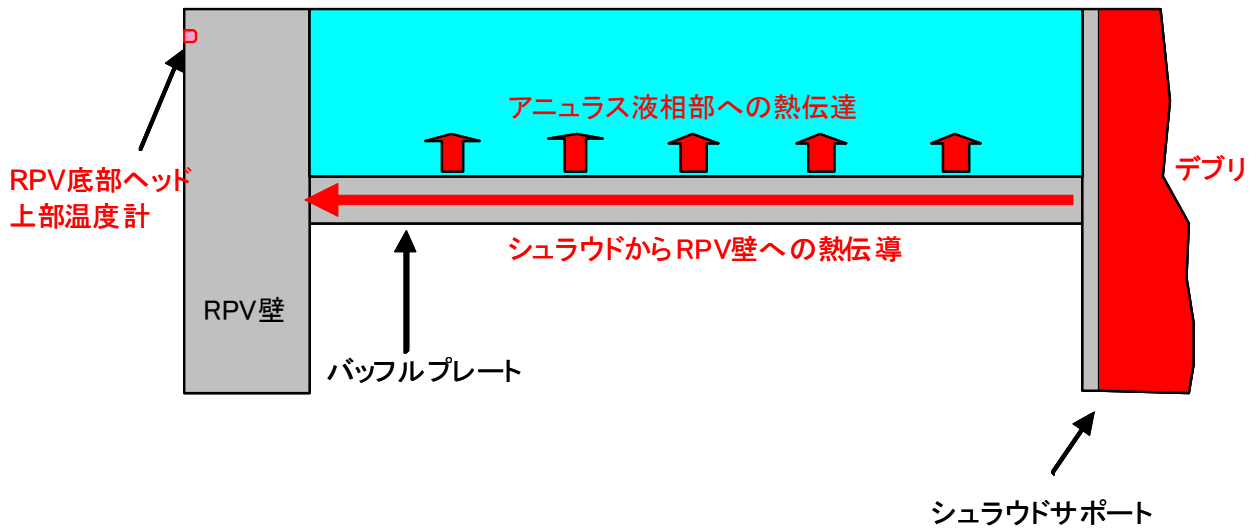 アニュラス液相部への熱伝達
RPV底部ヘッド
上部温度計
デブリ
シュラウドからRPV壁への熱伝導
RPV壁
バッフルプレート
シュラウドサポート